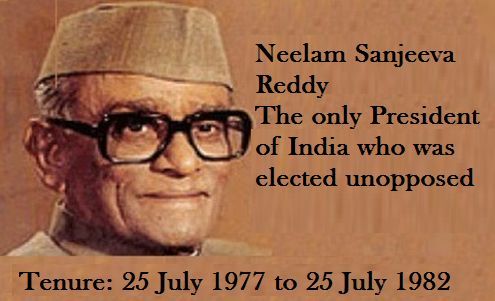 Neelam Sanjeeva
Reddy
The only President
of India who was
elected unopposed
Tenure: 25 July 1977 to 25 July 1982